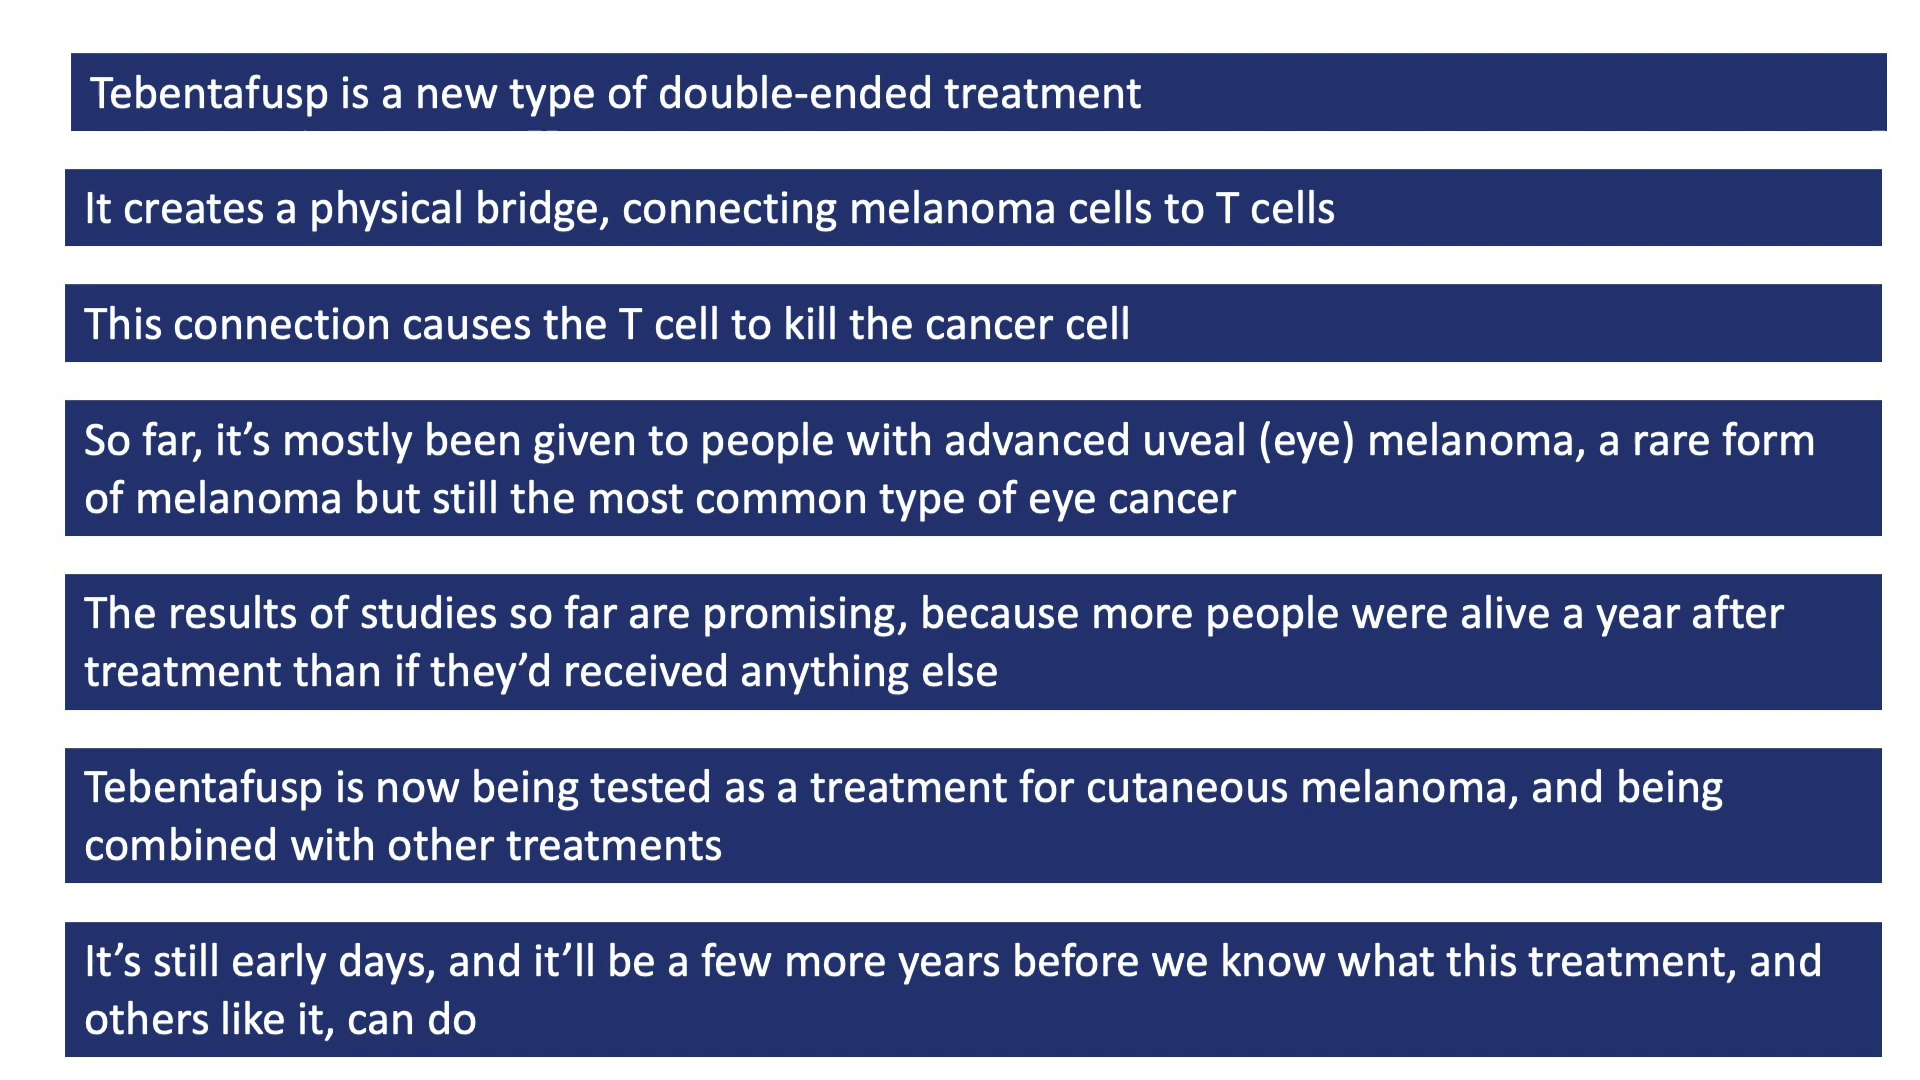 Tebentafusp is a new type of double-ended treatment
It creates a physical bridge, connecting melanoma cells to T cells
This connection causes the T cell to kill the cancer cell
So far, it’s mostly been given to people with advanced uveal (eye) melanoma, a rare form
of melanoma but still the most common type of eye cancer
The results of studies so far are promising, because more people were alive a year after
treatment than if they’d received anything else
Tebentafusp is now being tested as a treatment for cutaneous melanoma, and being
combined with other treatments
It’s still early days, and it’ll be a few more years before we know what this treatment, and
others like it, can do